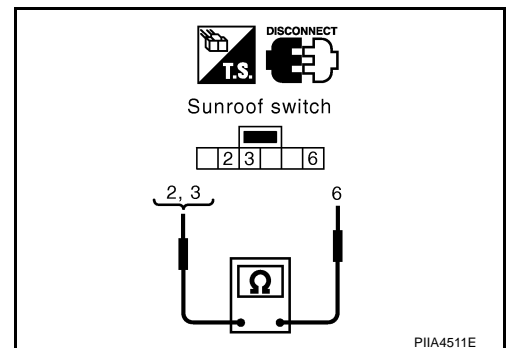 DISCONNECT
T.S.
Sunroof switch
2 3 6
2, 3 6
Ω
PIIA4511E